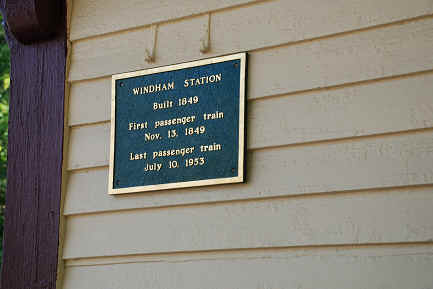 WINDHAM STATION
Built 1849
First passenger train
Nov. 13, 1849
Last passenger train
July 10, 1953